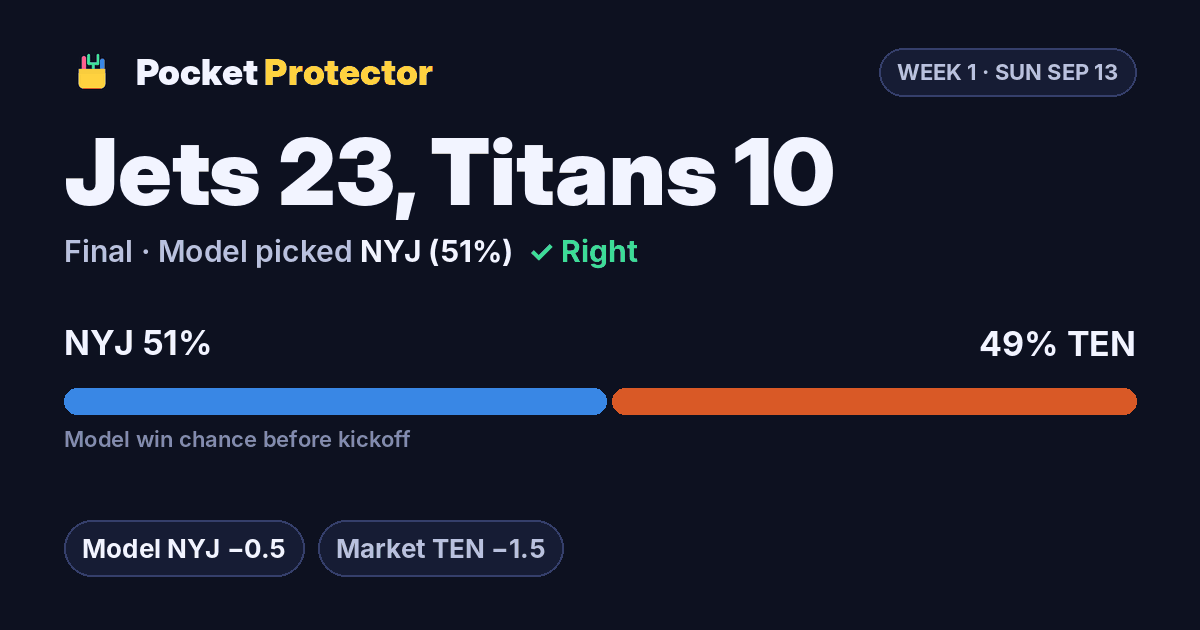 Pocket Protector
WEEK 1 · SUN SEP 13
Jets 23, Titans 10
Final · Model picked NYJ (51%) ✓ Right
NYJ 51%
49% TEN
Model win chance before kickoff
Model NYJ −0.5
Market TEN −1.5